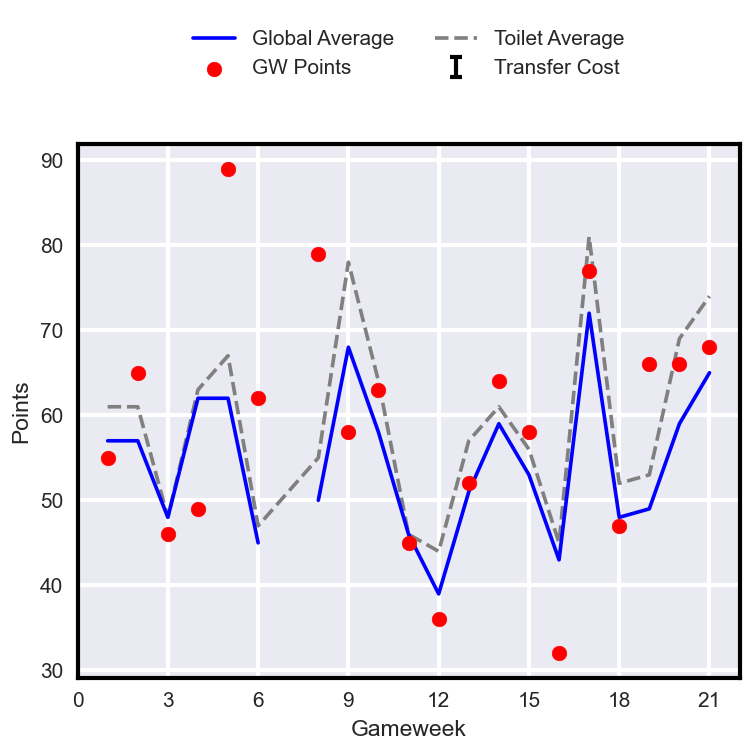 Global Average
Toilet Average
GW Points
Transfer Cost
90
80
70
60
50
40
30
Points
0 3 6 9 12 15 18 21
Gameweek